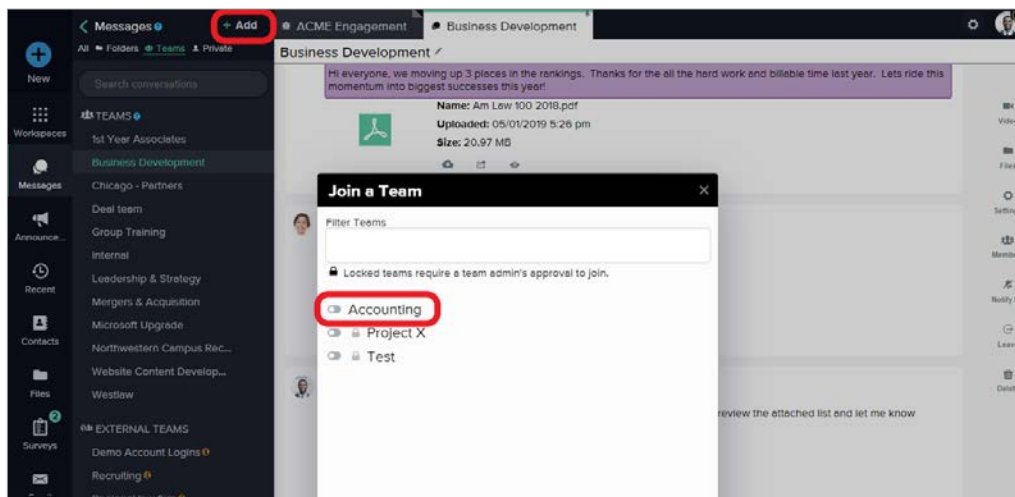 Messages
+ Add
ACME Engagement
Business Development
All Folders Teams Private
Business Development
New
Search conversations
Hi everyone, we moving up 3 places in the rankings. Thanks for the all the hard work and billable time last year. Lets ride this
momentum into biggest successes this year!
Name: Am Law 100 2018.pdf
Uploaded: 05/01/2019 5:26 pm
Size: 20.97 MB
Workspaces
TEAMS
1st Year Associates
Business Development
Chicago - Partners
Deal team
Group Training
Internal
Leadership & Strategy
Mergers & Acquisition
Microsoft Upgrade
Northwestern Campus Rec...
Website Content Develop...
Westlaw
EXTERNAL TEAMS
Demo Account Logins
Recruiting
Messages
Announce...
Recent
Contacts
Files
Surveys
2
Join a Team
Filter Teams
Locked teams require a team admin's approval to join.
Accounting
Project X
Test
review the attached list and let me know
Video
Files
Setting
Membe
Notify
Leav
Delet